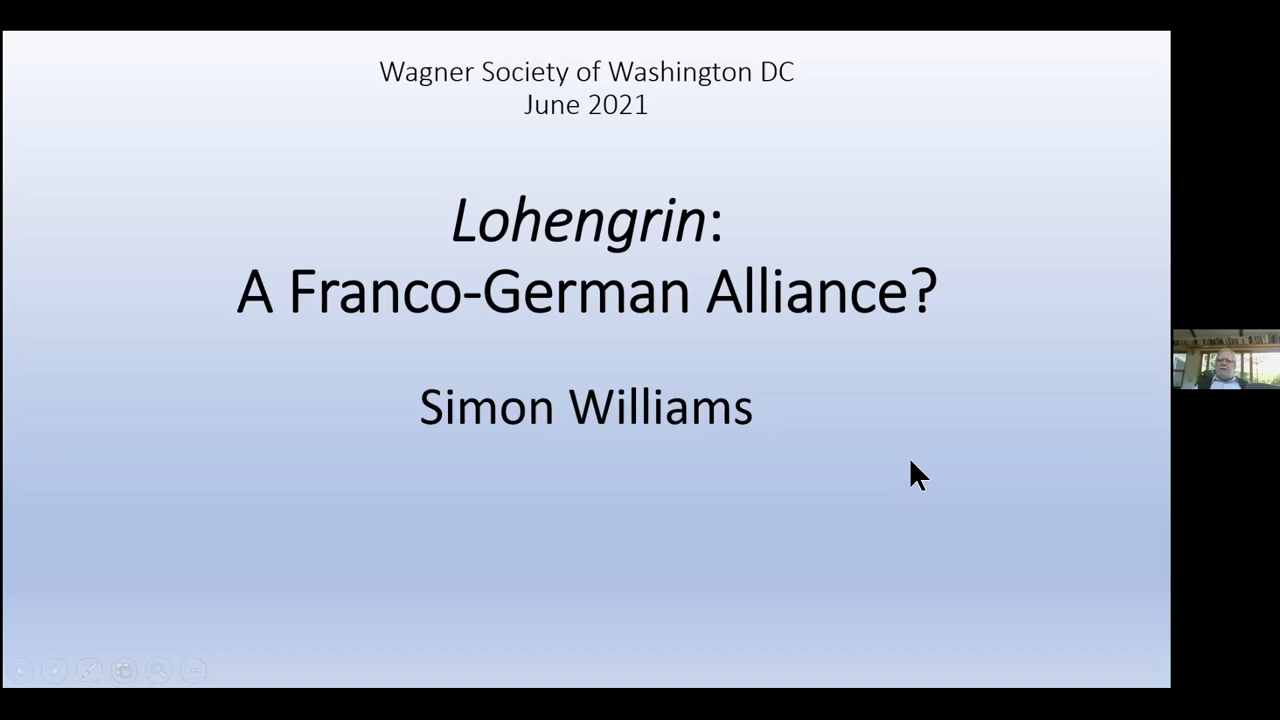 Wagner Society of Washington DC
June 2021
Lohengrin:
A Franco-German Alliance?
Simon Williams